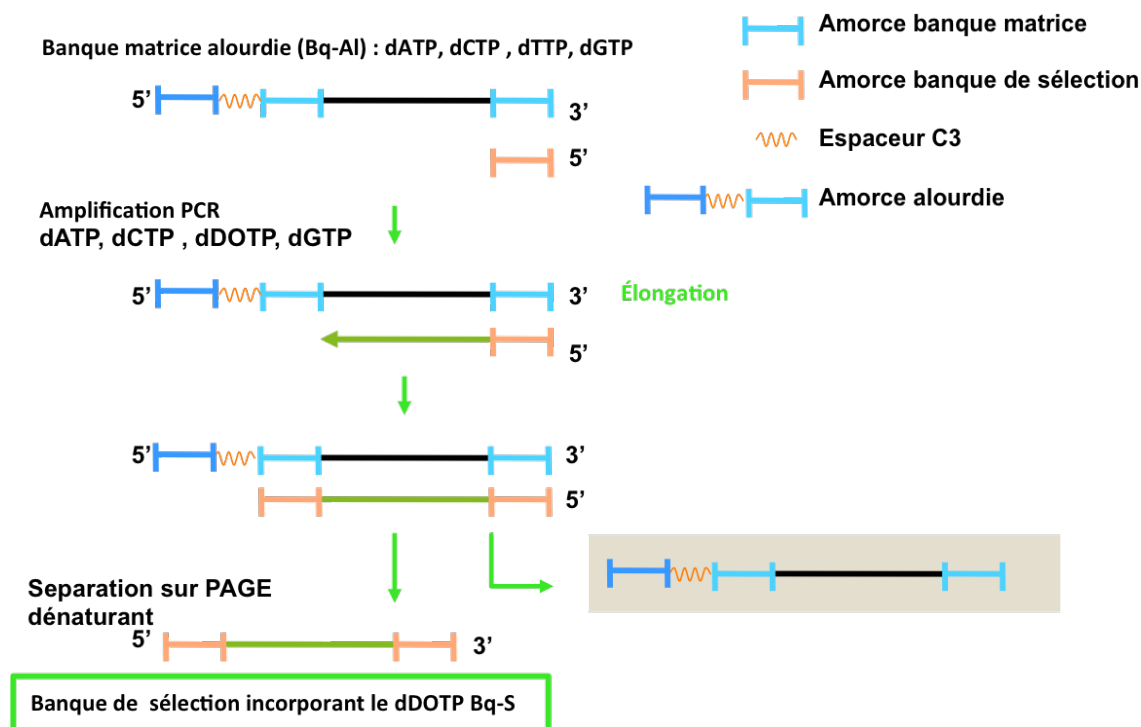 Banque matrice alourdie (Bq-Al) : dATP, dCTP , dTTP, dGTP
5’
3’
5’
Amorce banque matrice
Amorce banque de sélection
Espaceur C3
Amorce alourdie
Amplification PCR
dATP, dCTP , dDOTP, dGTP
5’
3’
Élongation
5’
5’
3’
5’
Separation sur PAGE
dénaturant
5’
3’
Banque de sélection incorporant le dDOTP Bq-S